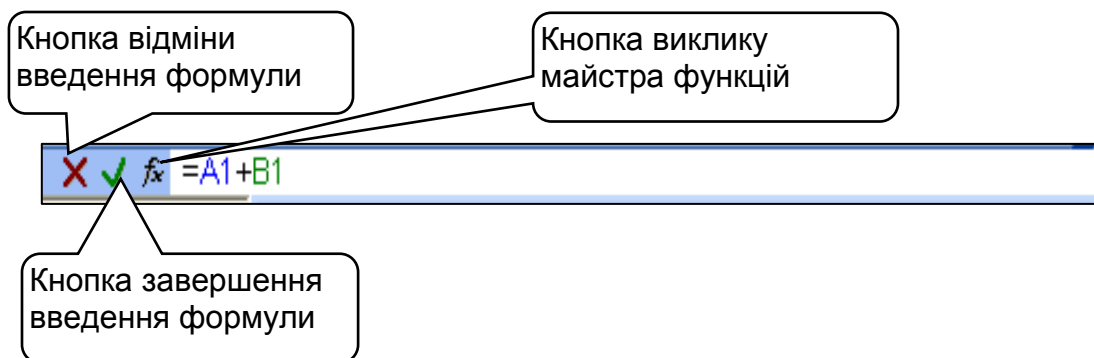 Кнопка відміни
введення формули
Кнопка виклику
майстра функцій
fx =A1+B1
Кнопка завершення
введення формули